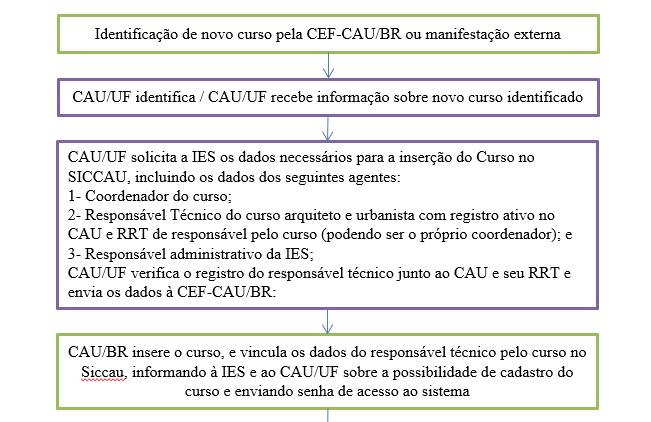 Identificação de novo curso pela CEF-CAU/BR ou manifestação externa
CAU/UF identifica / CAU/UF recebe informação sobre novo curso identificado
CAU/UF solicita a IES os dados necessários para a inserção do Curso no
SICCAU, incluindo os dados dos seguintes agentes:
1- Coordenador do curso;
2- Responsável Técnico do curso arquiteto e urbanista com registro ativo no
CAU e RRT de responsável pelo curso (podendo ser o próprio coordenador); e
3- Responsável administrativo da IES;
CAU/UF verifica o registro do responsável técnico junto ao CAU e seu RRT e
envia os dados à CEF-CAU/BR:
CAU/BR insere o curso, e vincula os dados do responsável técnico pelo curso no
Siccau, informando à IES e ao CAU/UF sobre a possibilidade de cadastro do
curso e enviando senha de acesso ao sistema